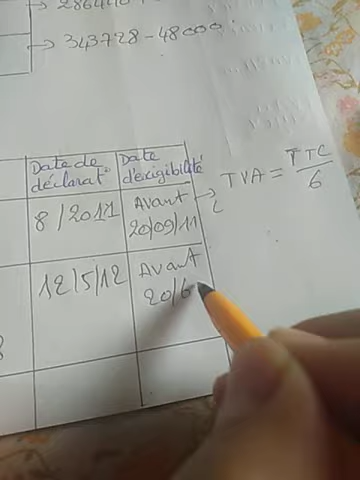 → 286440
→ 343728-48000
Date de déclarat°
Date d'exigibilité
8/2011
Avant
20/09/11
→ TVA = TTC/6
12/5/12
Avant
20/6